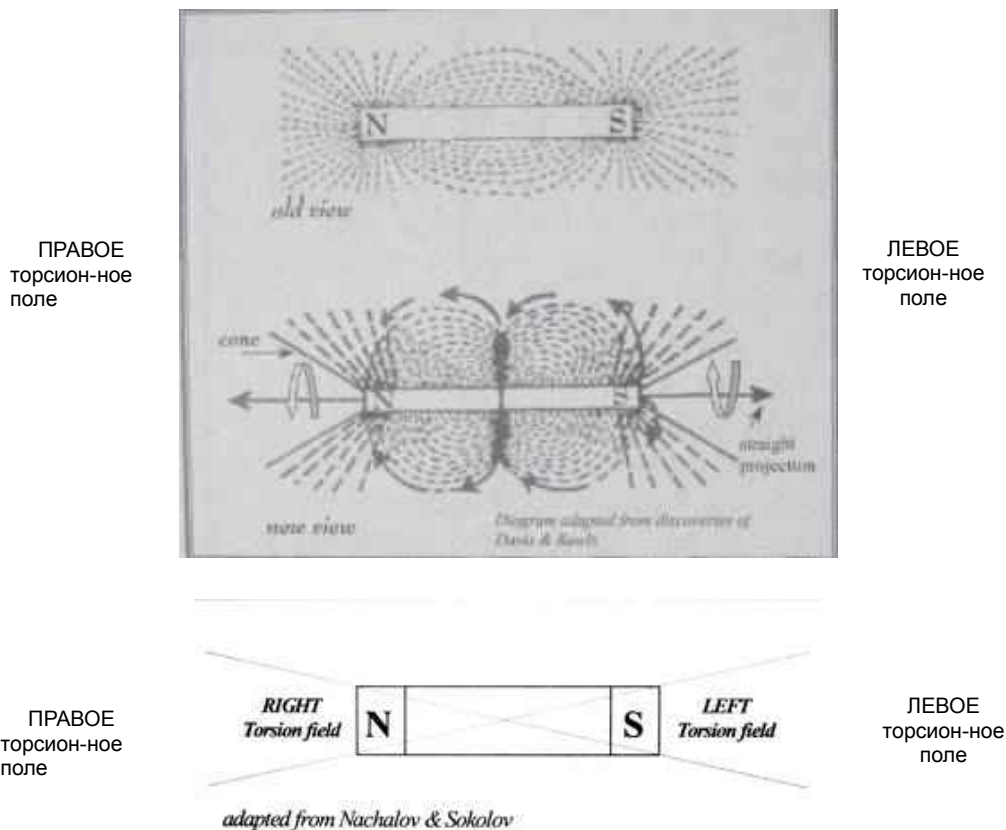 N
S
old view
ПРАВОЕ
торсион-ное
поле
ЛЕВОЕ
торсион-ное
поле
cone
N
S
straight
projection
new view
Diagram adapted from discoveries of
Davis & Rawls
ПРАВОЕ
торсион-ное
поле
RIGHT
Torsion field
N
S
LEFT
Torsion field
ЛЕВОЕ
торсион-ное
поле
adapted from Nachalov & Sokolov